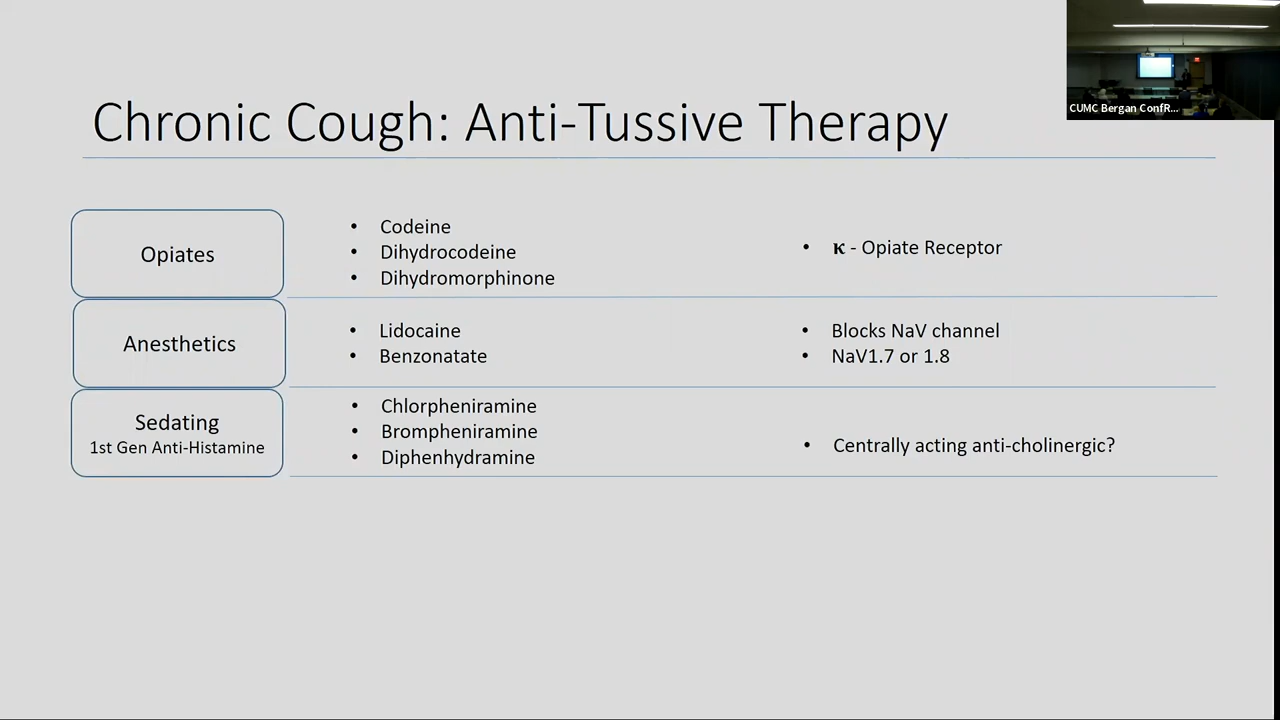 CUMC Bergan ConfR...
Chronic Cough: Anti-Tussive Therapy
Opiates
• Codeine
• Dihydrocodeine
• Dihydromorphinone
• κ - Opiate Receptor
Anesthetics
• Lidocaine
• Benzonatate
• Blocks NaV channel
• NaV1.7 or 1.8
Sedating
1st Gen Anti-Histamine
• Chlorpheniramine
• Brompheniramine
• Diphenhydramine
• Centrally acting anti-cholinergic?